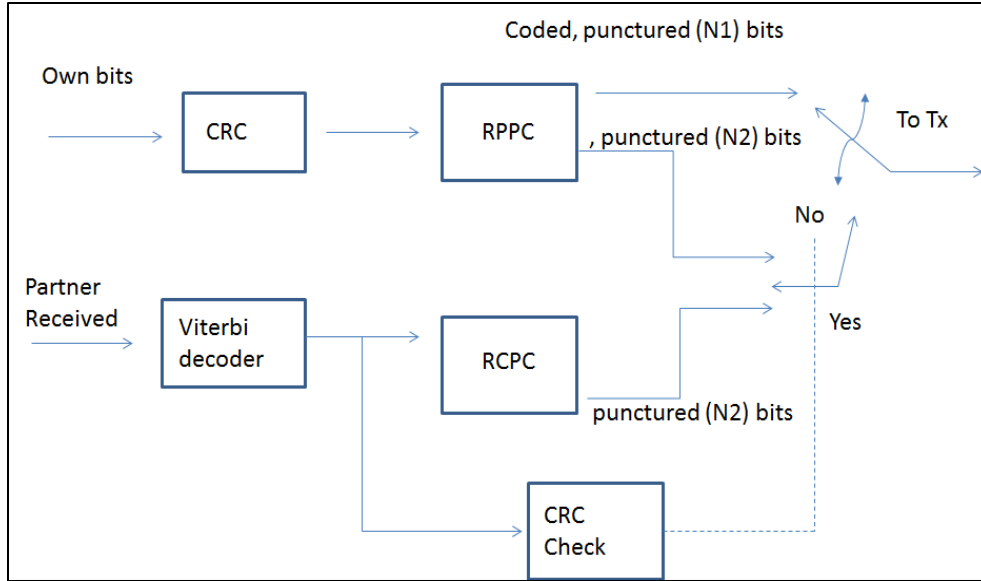 Coded, punctured (N1) bits
Own bits
CRC
RPPC
To Tx
, punctured (N2) bits
No
Partner
Received
Viterbi
decoder
RCPC
Yes
punctured (N2) bits
CRC
Check